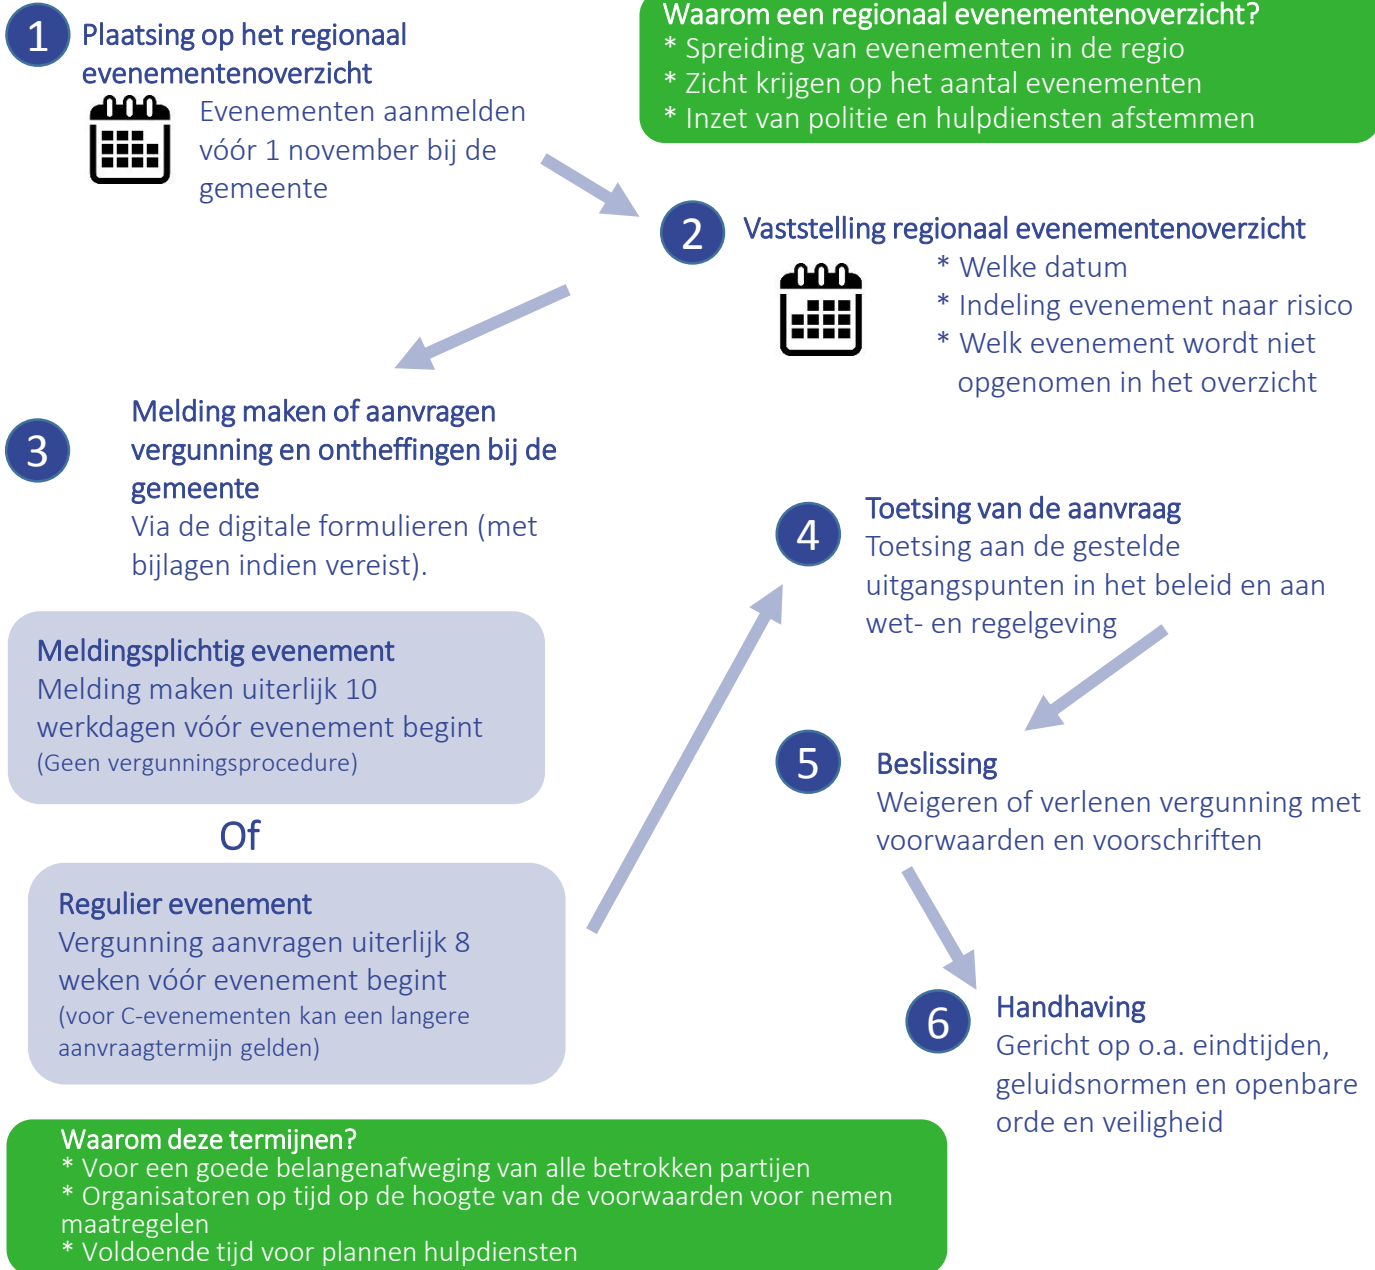 1
Plaatsing op het regionaal
evenementenoverzicht
Evenementen aanmelden
vóór 1 november bij de
gemeente
Waarom een regionaal evenementenoverzicht?
* Spreiding van evenementen in de regio
* Zicht krijgen op het aantal evenementen
* Inzet van politie en hulpdiensten afstemmen
2
Vaststelling regionaal evenementenoverzicht
* Welke datum
* Indeling evenement naar risico
* Welk evenement wordt niet
opgenomen in het overzicht
3
Melding maken of aanvragen
vergunning en ontheffingen bij de
gemeente
Via de digitale formulieren (met
bijlagen indien vereist).
Meldingsplichtig evenement
Melding maken uiterlijk 10
werkdagen vóór evenement begint
(Geen vergunningsprocedure)
Of
Regulier evenement
Vergunning aanvragen uiterlijk 8
weken vóór evenement begint
(voor C-evenementen kan een langere
aanvraagtermijn gelden)
4
Toetsing van de aanvraag
Toetsing aan de gestelde
uitgangspunten in het beleid en aan
wet- en regelgeving
5
Beslissing
Weigeren of verlenen vergunning met
voorwaarden en voorschriften
6
Handhaving
Gericht op o.a. eindtijden,
geluidsnormen en openbare
orde en veiligheid
Waarom deze termijnen?
* Voor een goede belangenafweging van alle betrokken partijen
* Organisatoren op tijd op de hoogte van de voorwaarden voor nemen
maatregelen
* Voldoende tijd voor plannen hulpdiensten